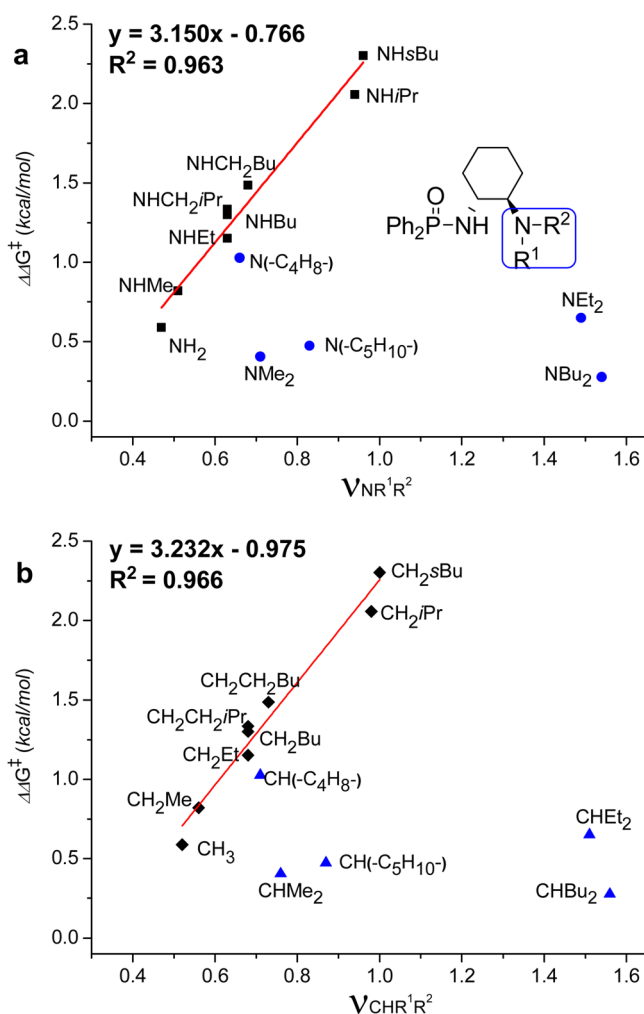 a
y = 3.150x - 0.766
R² = 0.963
2.5
2.0
1.5
1.0
0.5
0.0
ΔΔG‡ (kcal/mol)
NHsBu
NHiPr
NHCH₂Bu
NHCH₂iPr
NHBu
NHEt
N(-C₄H₈-)
NHMe
NH₂
NMe₂
N(-C₅H₁₀-)
NEt₂
NBu₂
O
Ph₂P-NH
N-R²
R¹
0.4 0.6 0.8 1.0 1.2 1.4 1.6
νNR¹R²
b
y = 3.232x - 0.975
R² = 0.966
2.5
2.0
1.5
1.0
0.5
0.0
ΔΔG‡ (kcal/mol)
CH₂sBu
CH₂iPr
CH₂CH₂Bu
CH₂CH₂iPr
CH₂Bu
CH₂Et
CH(-C₄H₈-)
CH₂Me
CH₃
CHMe₂
CH(-C₅H₁₀-)
CHEt₂
CHBu₂
0.4 0.6 0.8 1.0 1.2 1.4 1.6
νCHR¹R²